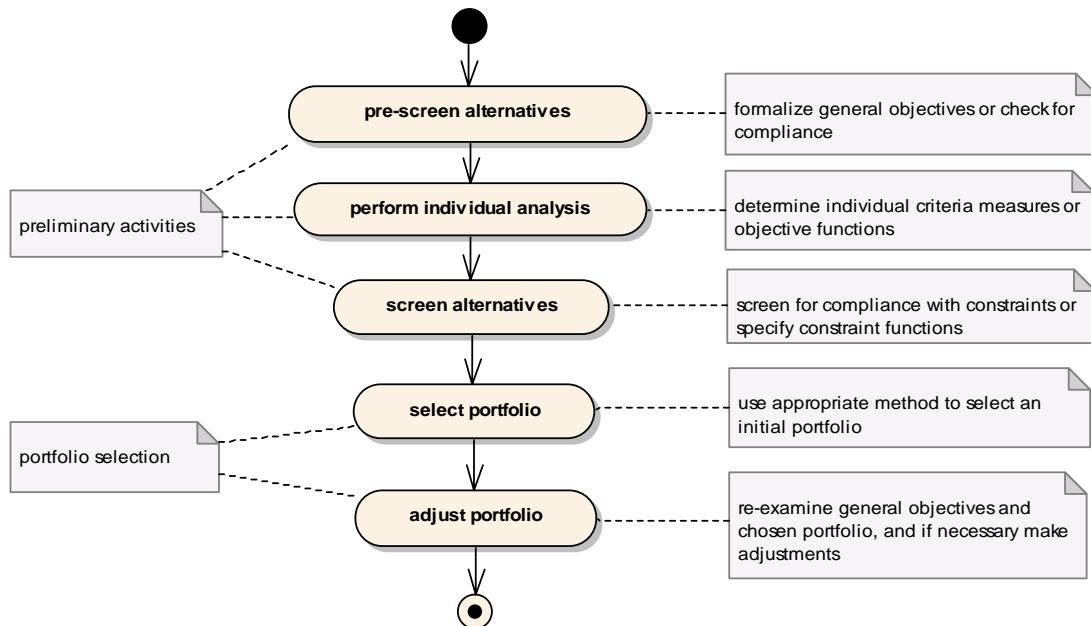 pre-screen alternatives
formalize general objectives or check for
compliance
perform individual analysis
determine individual criteria measures or
objective functions
preliminary activities
screen alternatives
screen for compliance with constraints or
specify constraint functions
select portfolio
use appropriate method to select an
initial portfolio
portfolio selection
adjust portfolio
re-examine general objectives and
chosen portfolio, and if necessary make
adjustments